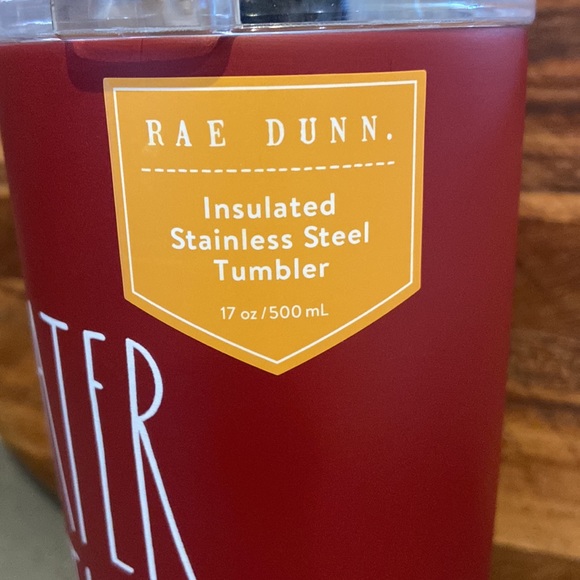 RAE DUNN.
Insulated
Stainless Steel
Tumbler
17 oz/500 mL